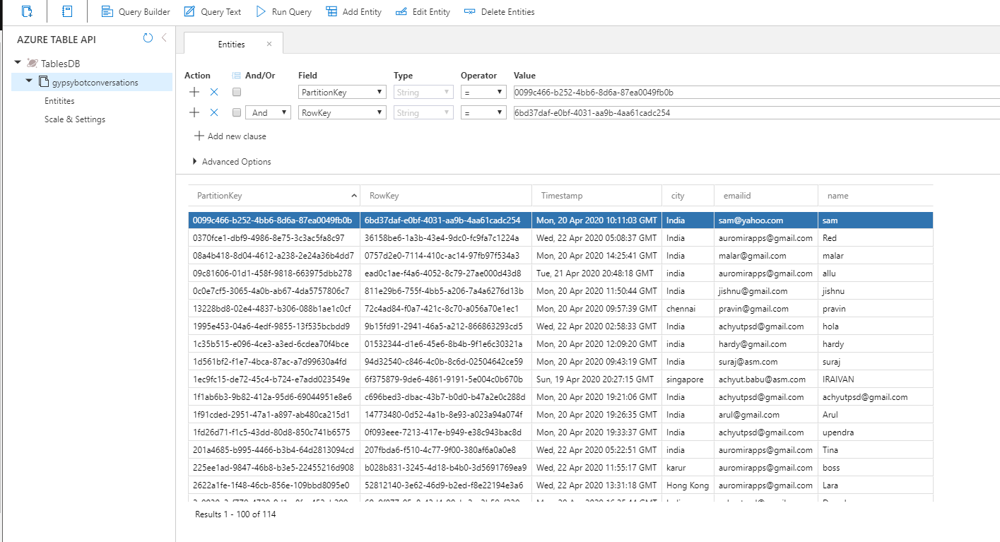 Query Builder Query Text Run Query Add Entity Edit Entity Delete Entities
AZURE TABLE API
Entities
TablesDB
gypsybotconversations
Entitites
Scale & Settings
Action And/Or Field Type Operator Value
PartitionKey String = 0099c466-b252-4bb6-8d6a-87ea0049fb0b
And RowKey String = 6bd37daf-e0bf-4031-aa9b-4aa61cadc254
Add new clause
Advanced Options
PartitionKey RowKey Timestamp city emailid name
0099c466-b252-4bb6-8d6a-87ea0049fb0b 6bd37daf-e0bf-4031-aa9b-4aa61cadc254 Mon, 20 Apr 2020 10:11:03 GMT India sam@yahoo.com sam
0370fce1-dbf9-4986-8e75-3c3ac5fa8c97 36158be6-1a3b-43e4-9dc0-fc9fa7c1224a Wed, 22 Apr 2020 05:08:37 GMT India auromirapps@gmail.com Red
08a4b418-8d04-4612-a238-2e24a36b4dd7 0757d2e0-7114-410c-ac14-97fb97f534a3 Mon, 20 Apr 2020 14:25:41 GMT India malar@gmail.com malar
09c81606-01d1-458f-9818-663975dbb278 ead0c1ae-f4a6-4052-8c79-27ae000d43d8 Tue, 21 Apr 2020 20:48:18 GMT india auromirapps@gmail.com allu
0c0e7cf5-3065-4a0b-ab67-4da5757806c7 811e29b6-755f-4bb5-a206-7a4a6276d13b Mon, 20 Apr 2020 11:50:44 GMT India jishnu@gmail.com jishnu
13228bd8-02e4-4837-b306-088b1ae1c0cf 72c4ad84-f0a7-421c-8c70-a056a70e1ec1 Mon, 20 Apr 2020 09:57:39 GMT chennai pravin@gmail.com pravin
1995e453-04a6-4edf-9855-13f535bcbdd9 9b15fd91-2941-46a5-a212-866863293cd5 Wed, 22 Apr 2020 02:58:33 GMT India achyutpsd@gmail.com hola
1c35b515-e096-4ce3-a3ed-6cdea70f4bce 01532344-d1e6-45e6-8b4b-9f1e6c30321a Mon, 20 Apr 2020 12:09:20 GMT india hardy@gmail.com hardy
1d561bf2-f1e7-4bca-87ac-a7d99630a4fd 94d32540-c846-4c0b-8c6d-02504642ce59 Mon, 20 Apr 2020 09:43:19 GMT India suraj@asm.com suraj
1ec9fc15-de72-45c4-b724-e7add023549e 6f375879-9de6-4861-9191-5e004c0b670b Sun, 19 Apr 2020 20:27:15 GMT singapore achyut.babu@asm.com IRAIVAN
1f1ab6b3-9b82-412a-95d6-69044951e8e6 c696bed3-dbac-43b7-b0d0-b47a2e0c288d Mon, 20 Apr 2020 19:21:06 GMT India achyutpsd@gmail.com achyutpsd@gmail.com
1f91cded-2951-47a1-a897-ab480ca215d1 14773480-0d52-4a1b-8e93-a023a94a074f Mon, 20 Apr 2020 19:26:35 GMT India arul@gmail.com Arul
1fd26d71-f1c5-43dd-80d8-850c741b6575 0f093eee-7213-417e-b949-e38c943bac8d Mon, 20 Apr 2020 19:33:37 GMT India achyutpsd@gmail.com upendra
201a4685-b995-4466-b3b4-64d2813094cd 207fbda6-f510-4c77-9f00-380af6a0a0e8 Wed, 22 Apr 2020 05:22:51 GMT india auromirapps@gmail.com Tina
225ee1ad-9847-46b8-b3e5-22455216d908 b028b831-3245-4d18-b4b0-3d5691769ea9 Wed, 22 Apr 2020 11:55:17 GMT karur auromirapps@gmail.com boss
2622a1fe-1f48-46cb-856e-109bbd8095e0 52812140-3e62-46d9-b2ed-f8e22194e3a6 Wed, 22 Apr 2020 13:31:18 GMT Hong Kong auromirapps@gmail.com Lara
Results 1 - 100 of 114